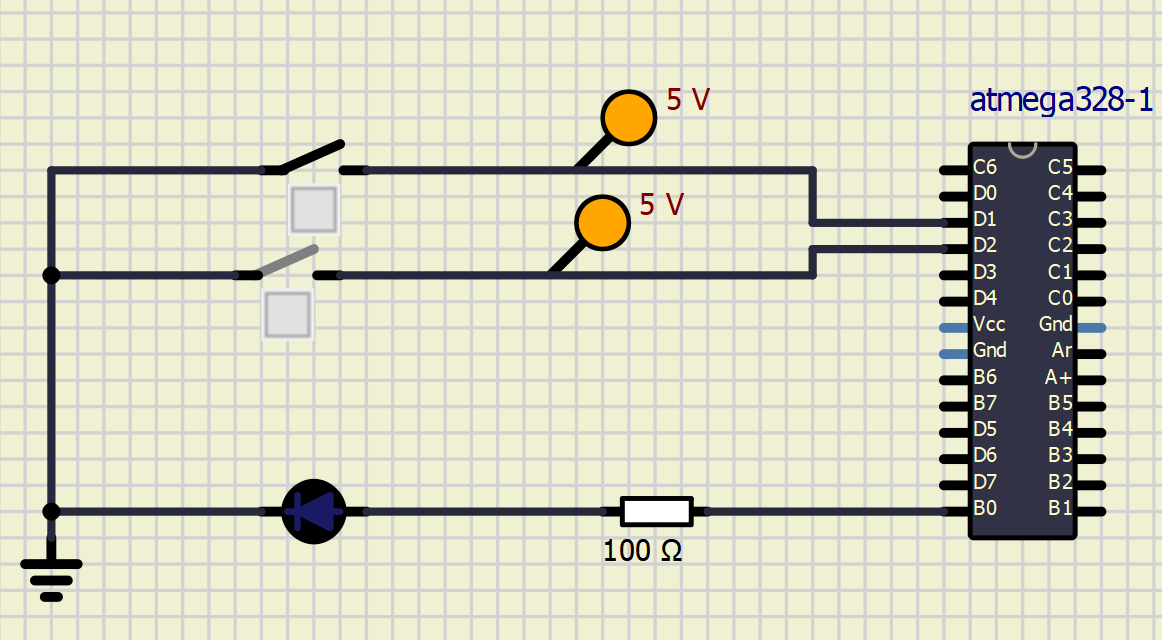 5 V
atmega328-1
5 V
C6 C5
D0 C4
D1 C3
D2 C2
D3 C1
D4 C0
Vcc Gnd
Gnd Ar
B6 A+
B7 B5
D5 B4
D6 B3
D7 B2
B0 B1
100 Ω